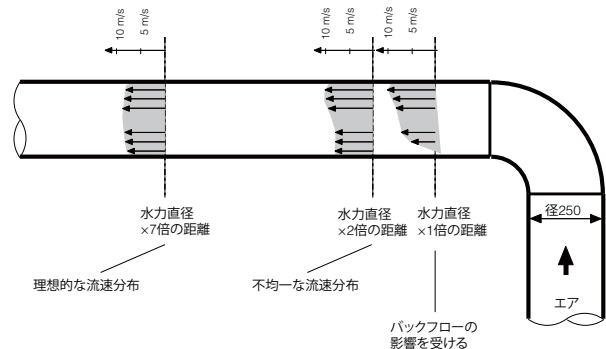 10 m/s
5 m/s
10 m/s
5 m/s
10 m/s
5 m/s
水力直径
×7倍の距離
水力直径
×2倍の距離
水力直径
×1倍の距離
径250
理想的な流速分布
不均一な流速分布
エア
バックフローの
影響を受ける